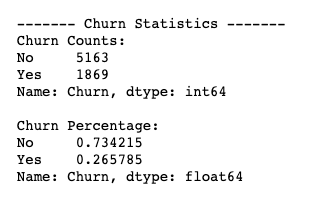 ------- Churn Statistics -------
Churn Counts:
No     5163
Yes    1869
Name: Churn, dtype: int64
Churn Percentage:
No     0.734215
Yes    0.265785
Name: Churn, dtype: float64